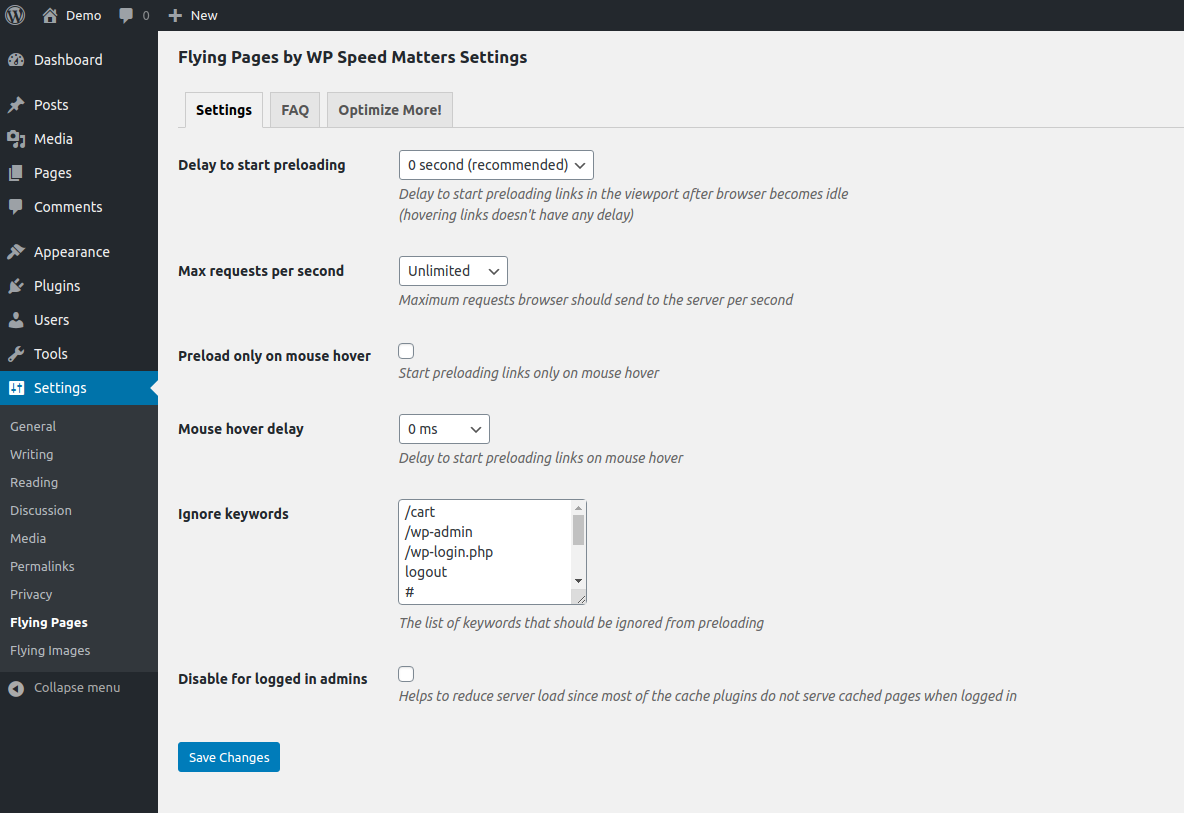 Demo 0 New
Dashboard
Posts
Media
Pages
Comments
Appearance
Plugins
Users
Tools
Settings
General
Writing
Reading
Discussion
Media
Permalinks
Privacy
Flying Pages
Flying Images
Collapse menu
Flying Pages by WP Speed Matters Settings
Settings FAQ Optimize More!
Delay to start preloading 0 second (recommended)
Delay to start preloading links in the viewport after browser becomes idle
(hovering links doesn't have any delay)
Max requests per second Unlimited
Maximum requests browser should send to the server per second
Preload only on mouse hover
Start preloading links only on mouse hover
Mouse hover delay 0 ms
Delay to start preloading links on mouse hover
Ignore keywords /cart
/wp-admin
/wp-login.php
logout
#
The list of keywords that should be ignored from preloading
Disable for logged in admins
Helps to reduce server load since most of the cache plugins do not serve cached pages when logged in
Save Changes